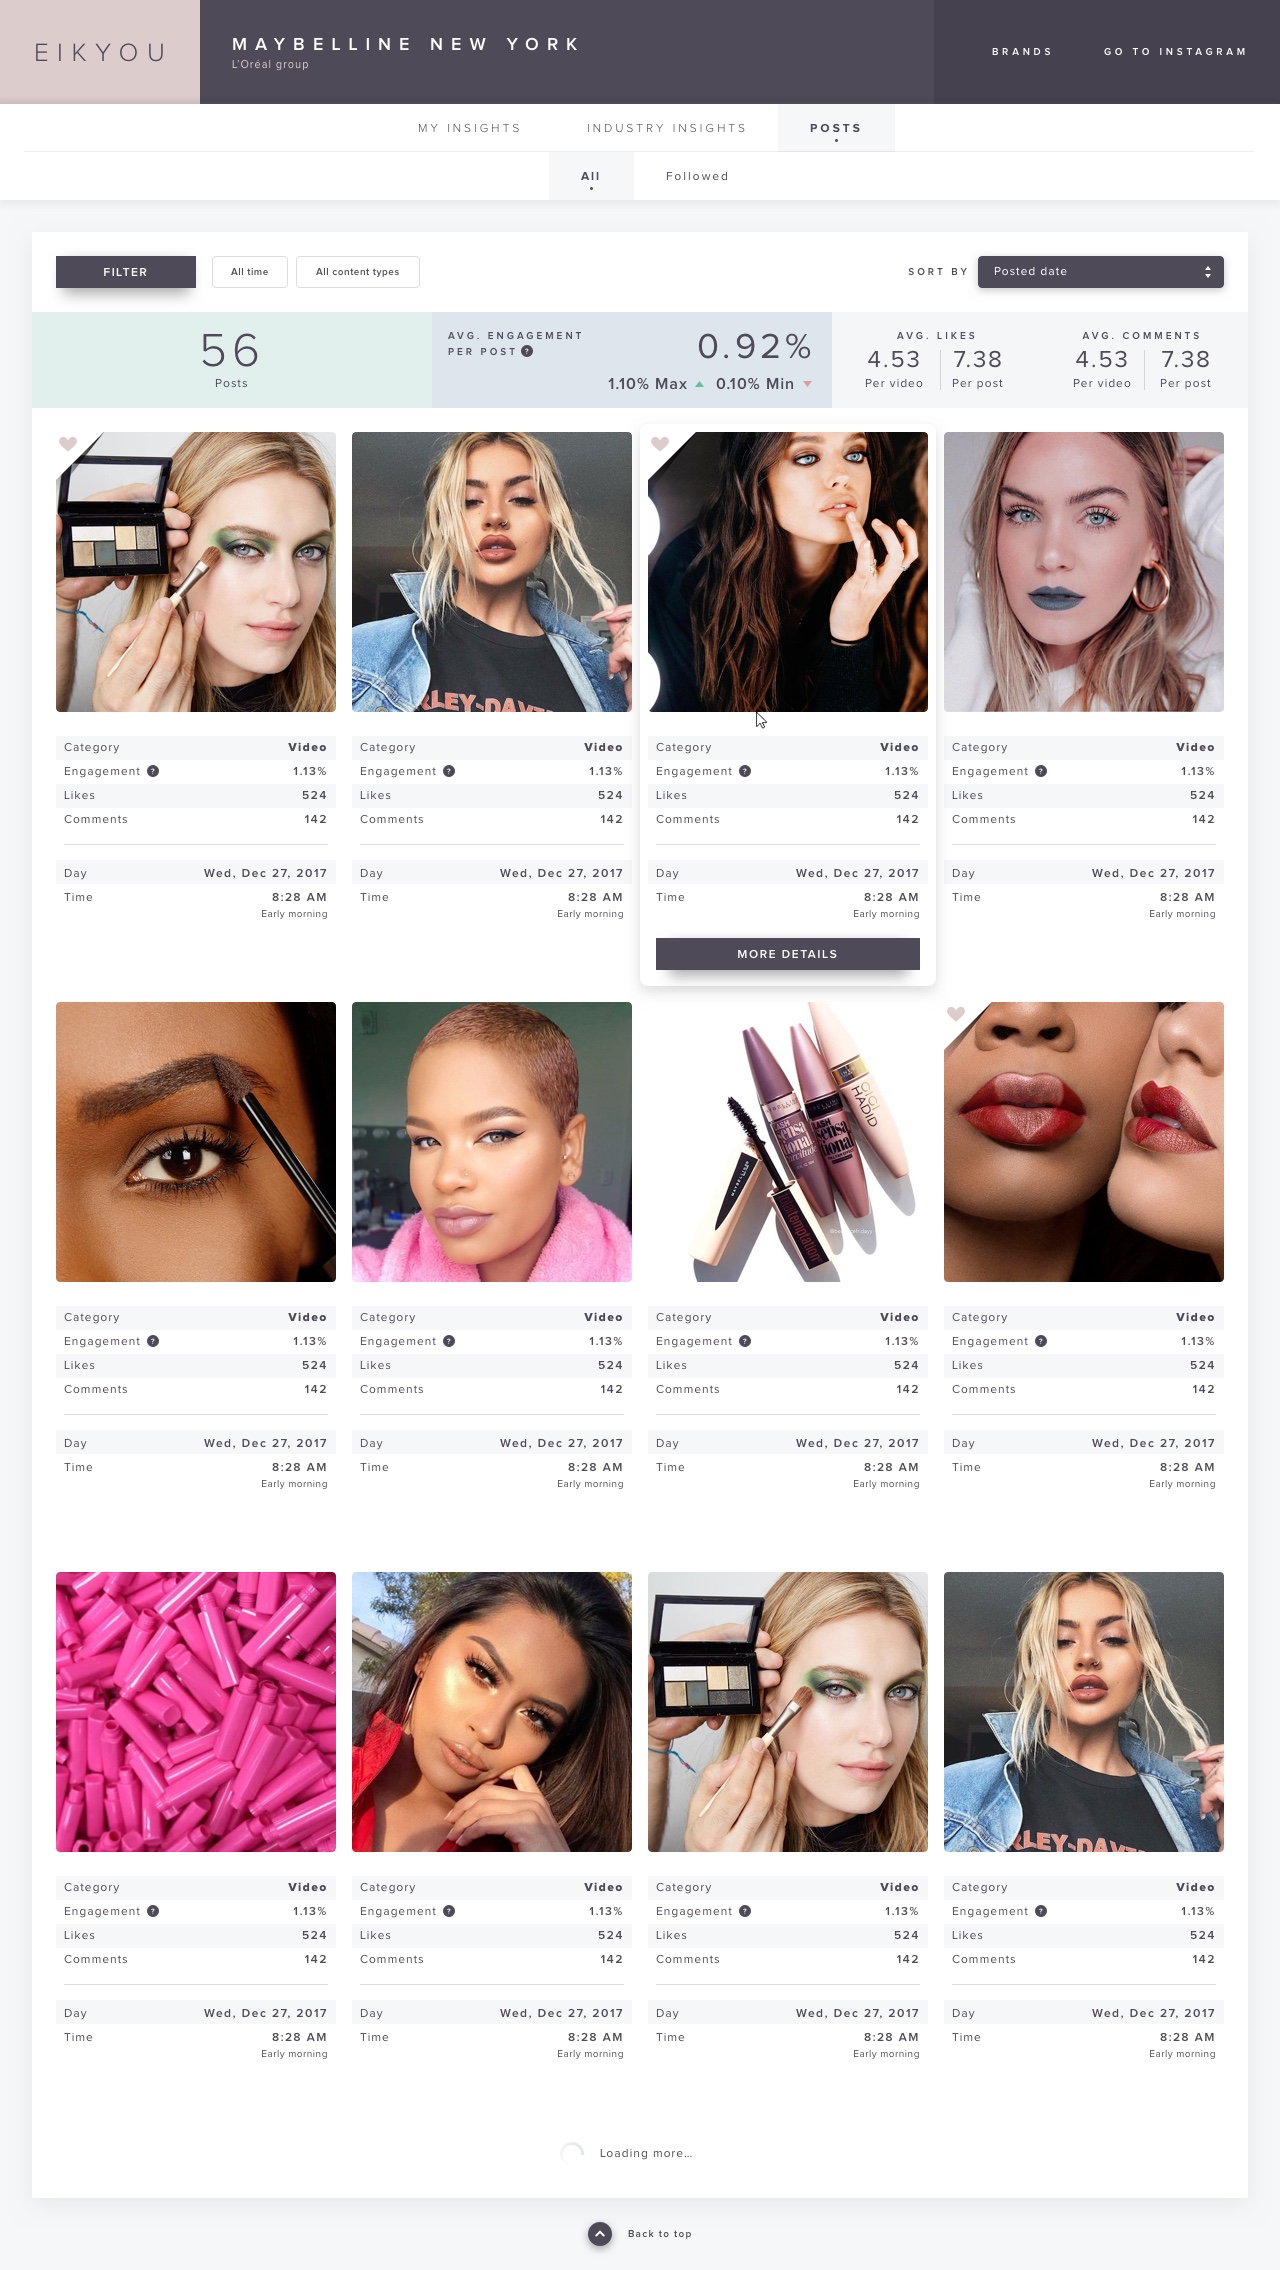 EIKYOU
MAYBELLINE NEW YORK
L'Oréal group
BRANDS
GO TO INSTAGRAM
MY INSIGHTS
INDUSTRY INSIGHTS
POSTS
All
Followed
FILTER
All time
All content types
SORT BY
Posted date
56
Posts
AVG. ENGAGEMENT
PER POST ?
0.92%
1.10% Max
0.10% Min
AVG. LIKES
4.53
Per video
7.38
Per post
AVG. COMMENTS
4.53
Per video
7.38
Per post
RLEY-DAVI
Category Video
Engagement ? 1.13%
Likes 524
Comments 142
Day Wed, Dec 27, 2017
Time 8:28 AM
Early morning
Category Video
Engagement ? 1.13%
Likes 524
Comments 142
Day Wed, Dec 27, 2017
Time 8:28 AM
Early morning
Category Video
Engagement ? 1.13%
Likes 524
Comments 142
Day Wed, Dec 27, 2017
Time 8:28 AM
Early morning
MORE DETAILS
Category Video
Engagement ? 1.13%
Likes 524
Comments 142
Day Wed, Dec 27, 2017
Time 8:28 AM
Early morning
GIGI
HADID
LASH
sensa
tional
LASH
sensa
tional
MAYBELLINE
total temptation
Category Video
Engagement ? 1.13%
Likes 524
Comments 142
Day Wed, Dec 27, 2017
Time 8:28 AM
Early morning
Category Video
Engagement ? 1.13%
Likes 524
Comments 142
Day Wed, Dec 27, 2017
Time 8:28 AM
Early morning
Category Video
Engagement ? 1.13%
Likes 524
Comments 142
Day Wed, Dec 27, 2017
Time 8:28 AM
Early morning
Category Video
Engagement ? 1.13%
Likes 524
Comments 142
Day Wed, Dec 27, 2017
Time 8:28 AM
Early morning
RLEY-DAVI
Category Video
Engagement ? 1.13%
Likes 524
Comments 142
Day Wed, Dec 27, 2017
Time 8:28 AM
Early morning
Category Video
Engagement ? 1.13%
Likes 524
Comments 142
Day Wed, Dec 27, 2017
Time 8:28 AM
Early morning
Category Video
Engagement ? 1.13%
Likes 524
Comments 142
Day Wed, Dec 27, 2017
Time 8:28 AM
Early morning
Category Video
Engagement ? 1.13%
Likes 524
Comments 142
Day Wed, Dec 27, 2017
Time 8:28 AM
Early morning
Loading more...
Back to top